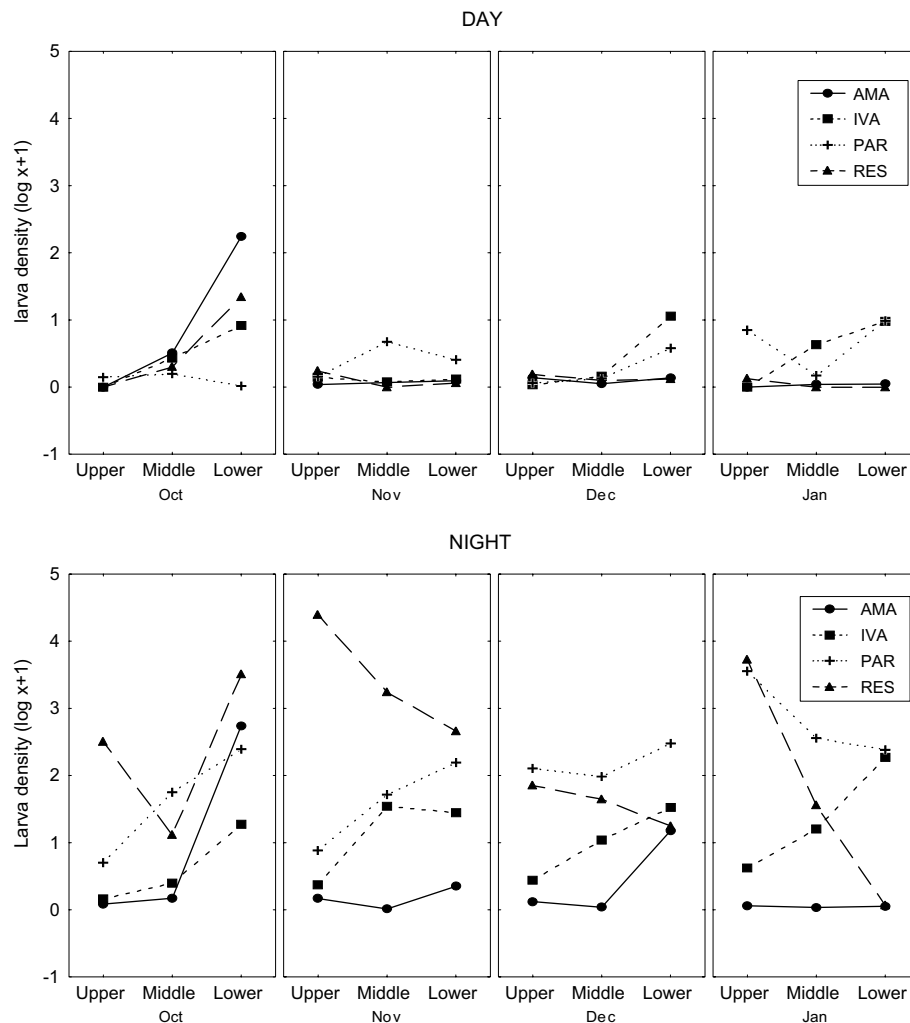 DAY
larva density (log x+1)
5
4
3
2
1
0
-1
AMA
IVA
PAR
RES
Upper Middle Lower Upper Middle Lower Upper Middle Lower Upper Middle Lower
Oct Nov Dec Jan
NIGHT
Larva density (log x+1)
5
4
3
2
1
0
-1
AMA
IVA
PAR
RES
Upper Middle Lower Upper Middle Lower Upper Middle Lower Upper Middle Lower
Oct Nov Dec Jan